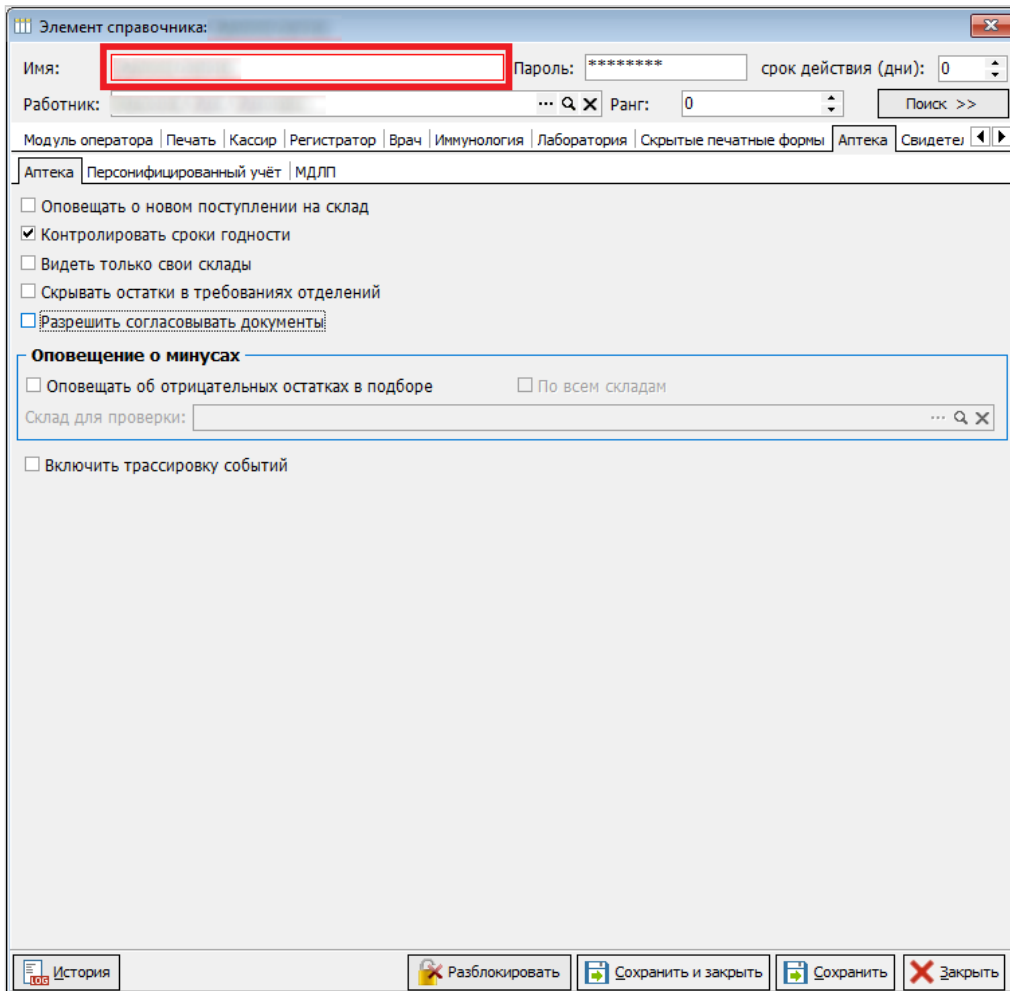 Элемент справочника:
Имя: Пароль: ******** срок действия (дни): 0
Работник: ... Ранг: 0 Поиск >>
Модуль оператора Печать Кассир Регистратор Врач Иммунология Лаборатория Скрытые печатные формы Аптека Свидетел
Аптека Персонифицированный учёт МДЛП
Оповещать о новом поступлении на склад
Контролировать сроки годности
Видеть только свои склады
Скрывать остатки в требованиях отделений
Разрешить согласовывать документы
Оповещение о минусах
Оповещать об отрицательных остатках в подборе По всем складам
Склад для проверки: ...
Включить трассировку событий
LOG История Разблокировать Сохранить и закрыть Сохранить Закрыть